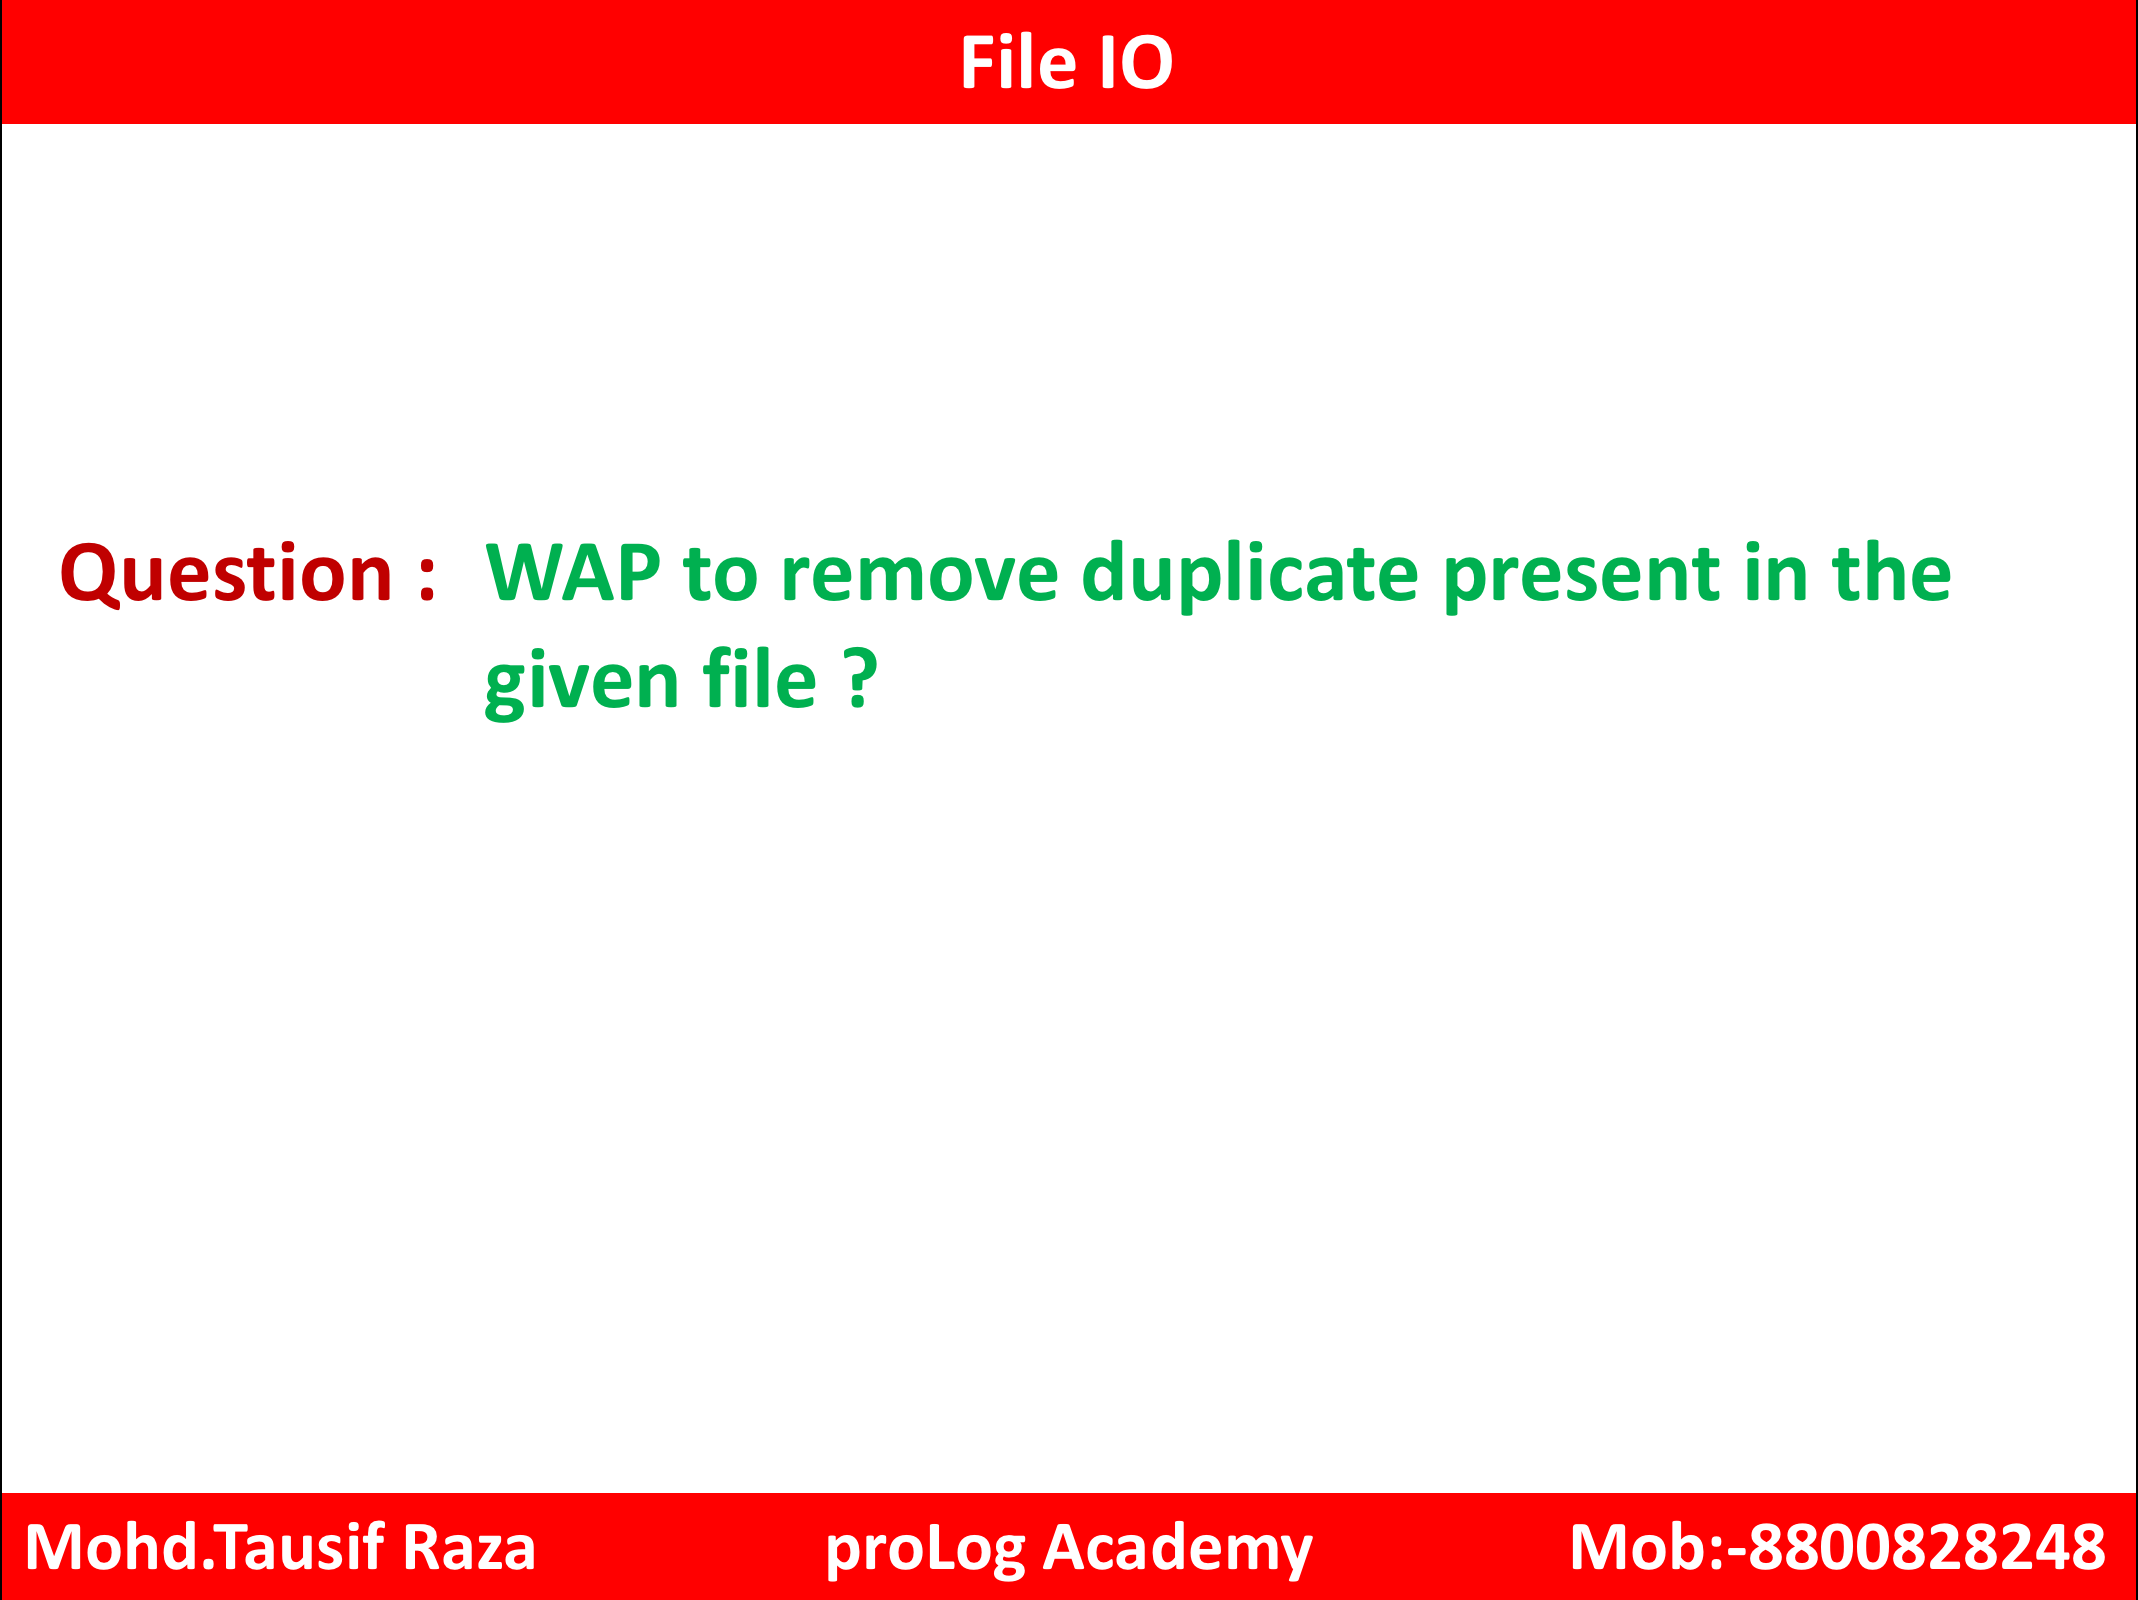 File IO
Question : WAP to remove duplicate present in the
given file ?
Mohd.Tausif Raza proLog Academy Mob:-8800828248